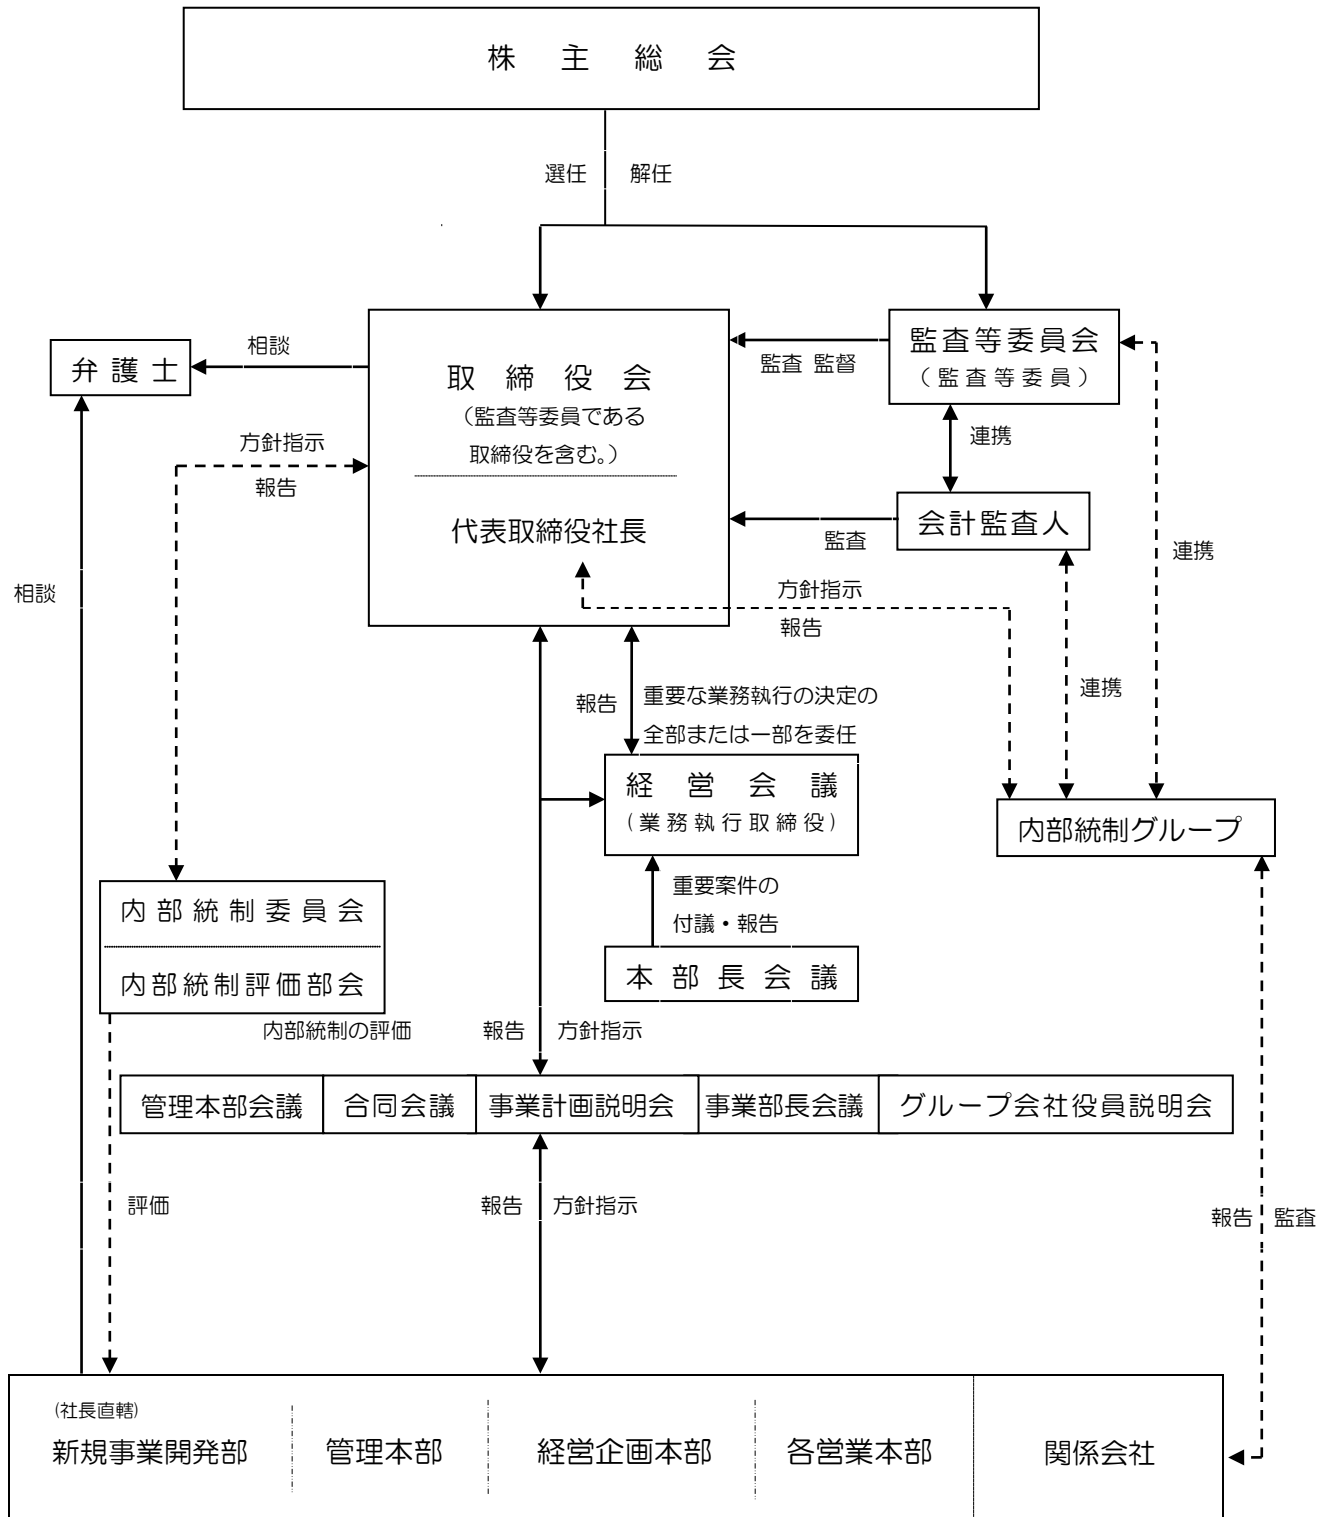 株主総会
選任 解任
弁護士
相談
取締役会
（監査等委員である
取締役を含む。）
代表取締役社長
監査 監督
監査等委員会
（監査等委員）
連携
会計監査人
監査
方針指示
報告
相談
方針指示
報告
連携
連携
報告
重要な業務執行の決定の
全部または一部を委任
経営会議
（業務執行取締役）
内部統制グループ
重要案件の
付議・報告
本部長会議
内部統制委員会
内部統制評価部会
内部統制の評価
報告 方針指示
管理本部会議 合同会議 事業計画説明会 事業部長会議 グループ会社役員説明会
評価
報告 方針指示
報告 監査
(社長直轄)
新規事業開発部 管理本部 経営企画本部 各営業本部 関係会社